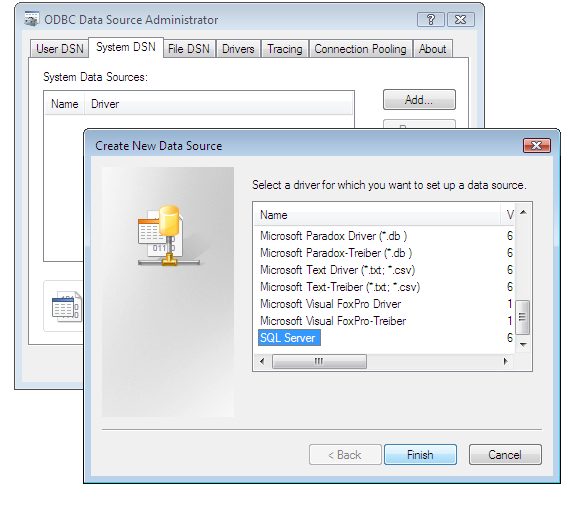 ODBC Data Source Administrator
User DSN System DSN File DSN Drivers Tracing Connection Pooling About
System Data Sources:
Name Driver
Add...
Create New Data Source
Select a driver for which you want to set up a data source.
Name V
Microsoft Paradox Driver (*.db ) 6
Microsoft Paradox-Treiber (*.db ) 6
Microsoft Text Driver (*.txt; *.csv) 6
Microsoft Text-Treiber (*.txt; *.csv) 6
Microsoft Visual FoxPro Driver 1
Microsoft Visual FoxPro-Treiber 1
SQL Server 6
< Back Finish Cancel